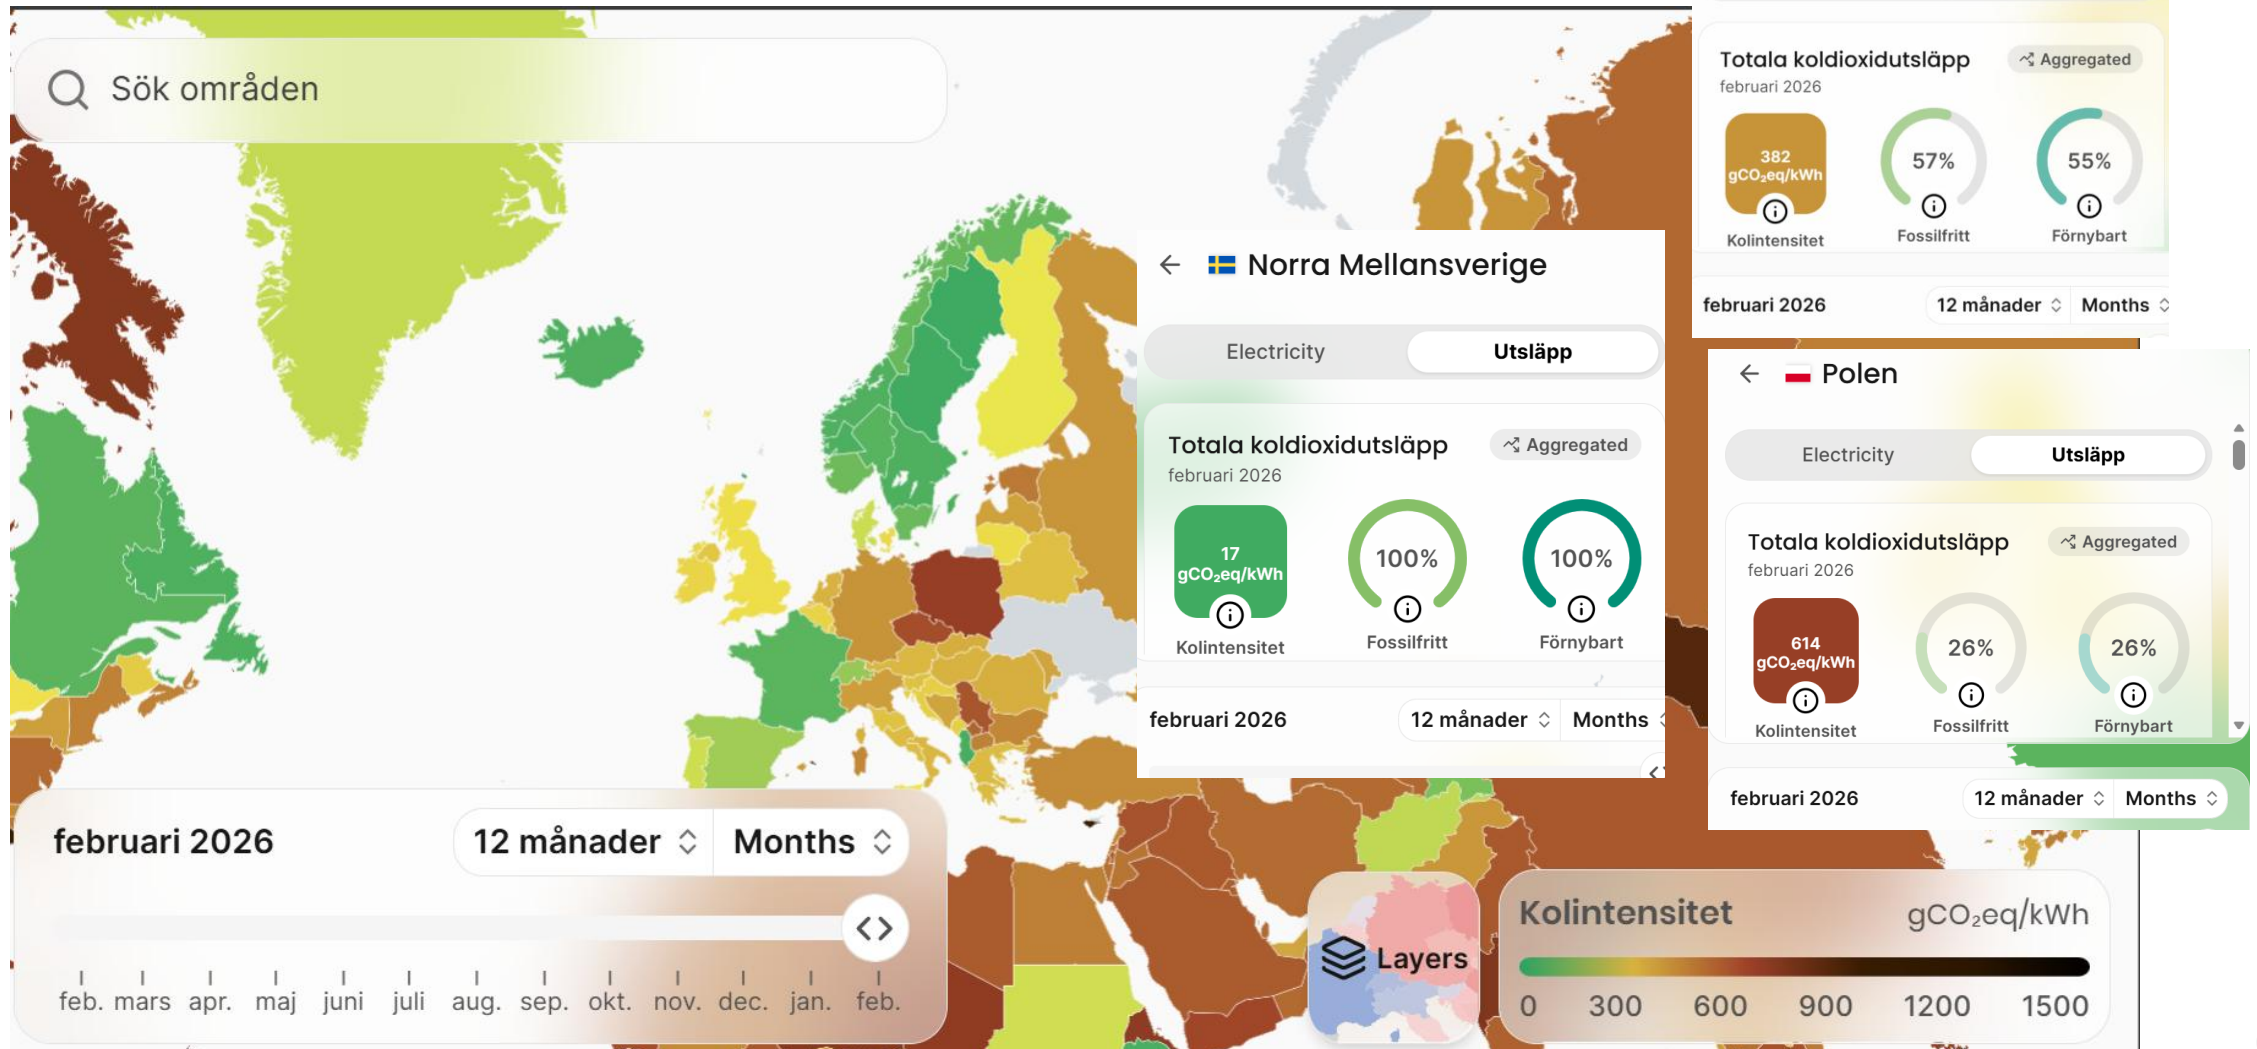 Sök områden
februari 2026
12 månader
Months
feb. mars apr. maj juni juli aug. sep. okt. nov. dec. jan. feb.
Norra Mellansverige
Electricity
Utsläpp
Totala koldioxidutsläpp
Aggregated
februari 2026
17
gCO₂eq/kWh
100%
100%
Kolintensitet
Fossilfritt
Förnybart
februari 2026
12 månader
Months
Totala koldioxidutsläpp
Aggregated
februari 2026
382
gCO₂eq/kWh
57%
55%
Kolintensitet
Fossilfritt
Förnybart
februari 2026
12 månader
Months
Polen
Electricity
Utsläpp
Totala koldioxidutsläpp
Aggregated
februari 2026
614
gCO₂eq/kWh
26%
26%
Kolintensitet
Fossilfritt
Förnybart
februari 2026
12 månader
Months
Layers
Kolintensitet
gCO₂eq/kWh
0 300 600 900 1200 1500